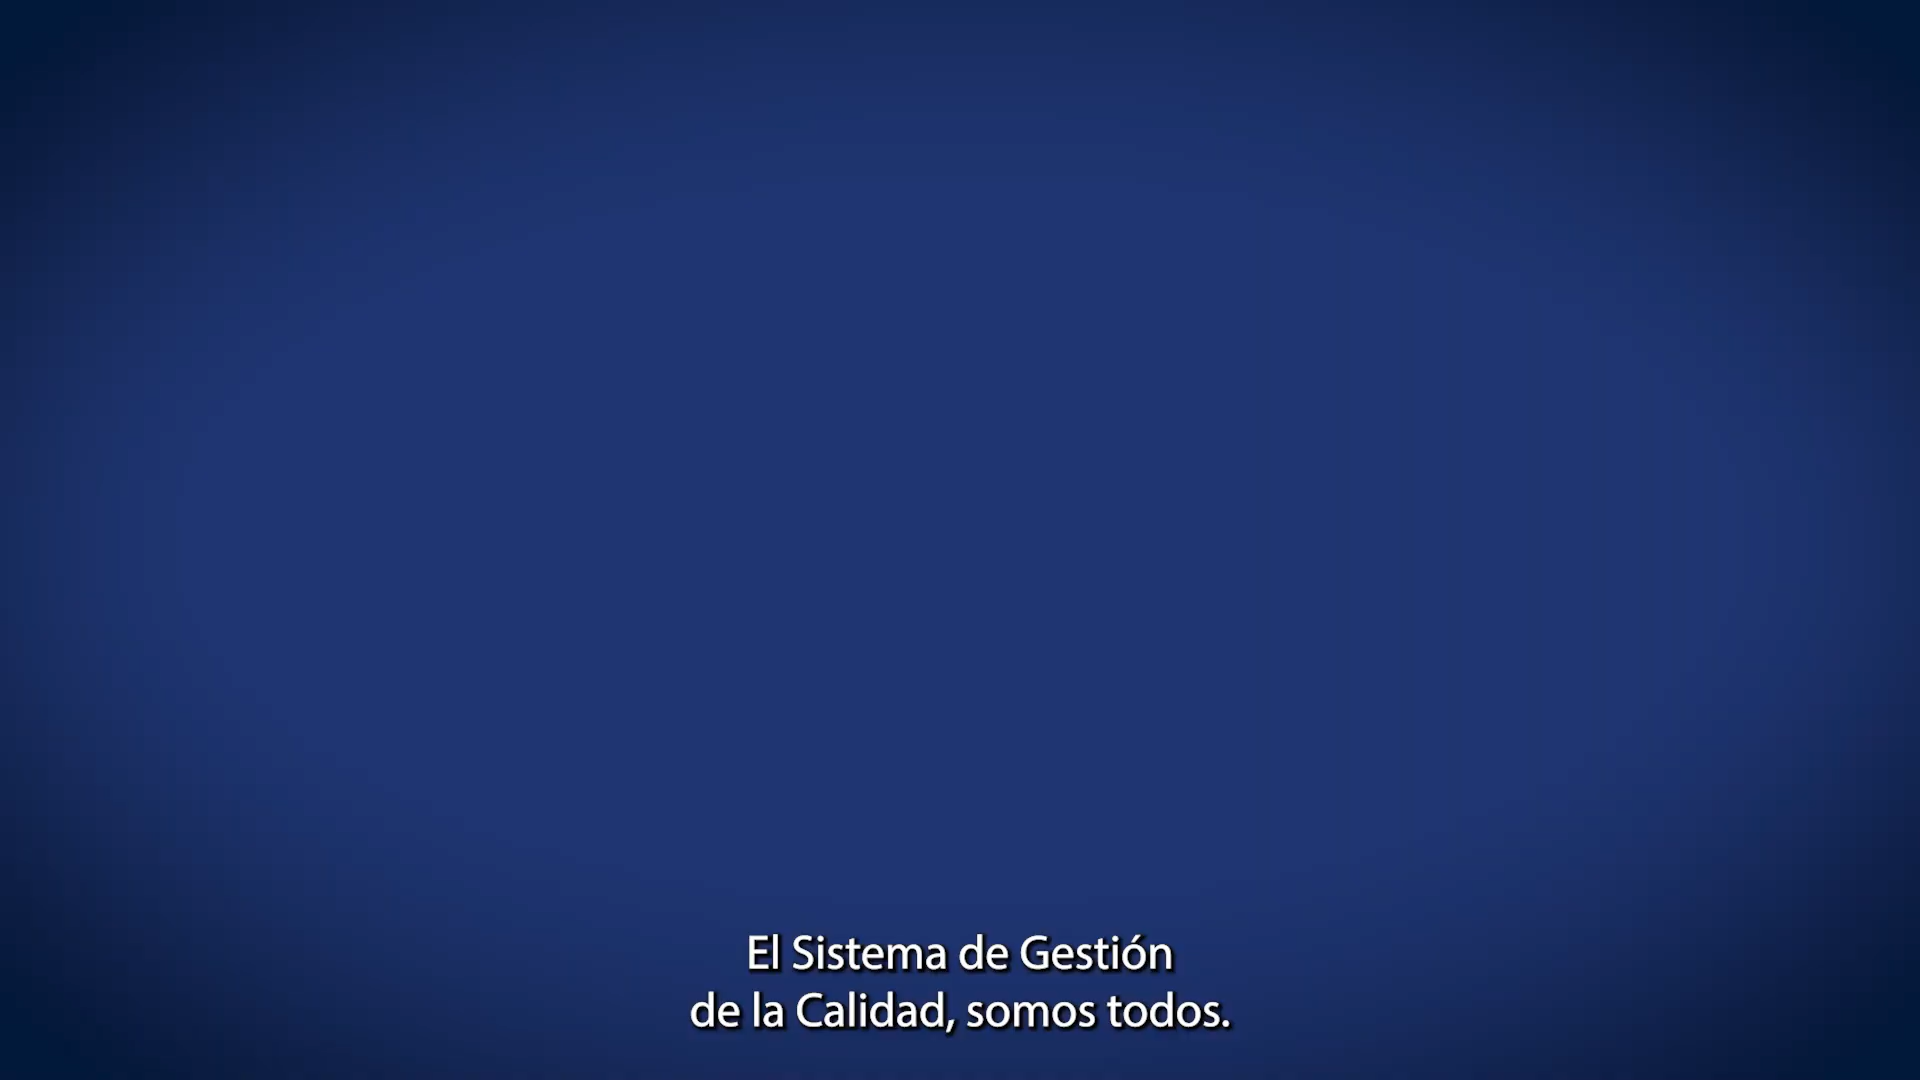 El Sistema de Gestión
de la Calidad, somos todos.